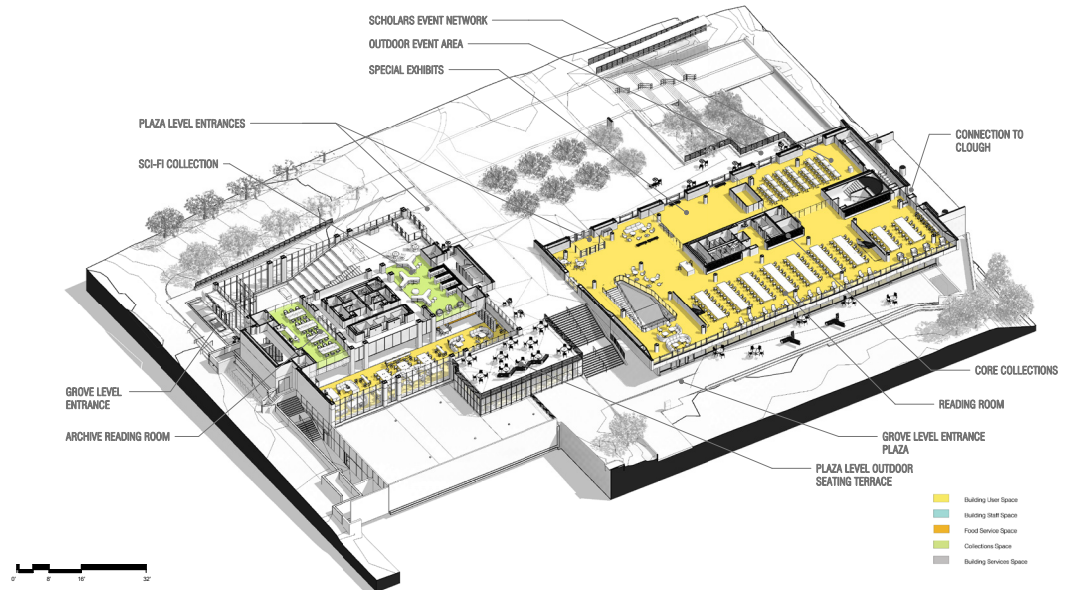 SCHOLARS EVENT NETWORK
OUTDOOR EVENT AREA
SPECIAL EXHIBITS
PLAZA LEVEL ENTRANCES
SCI-FI COLLECTION
CONNECTION TO
CLOUGH
GROVE LEVEL
ENTRANCE
ARCHIVE READING ROOM
CORE COLLECTIONS
READING ROOM
GROVE LEVEL ENTRANCE
PLAZA
PLAZA LEVEL OUTDOOR
SEATING TERRACE
Building User Space
Building Staff Space
Food Service Space
Collections Space
Building Services Space
0' 8' 16' 32'